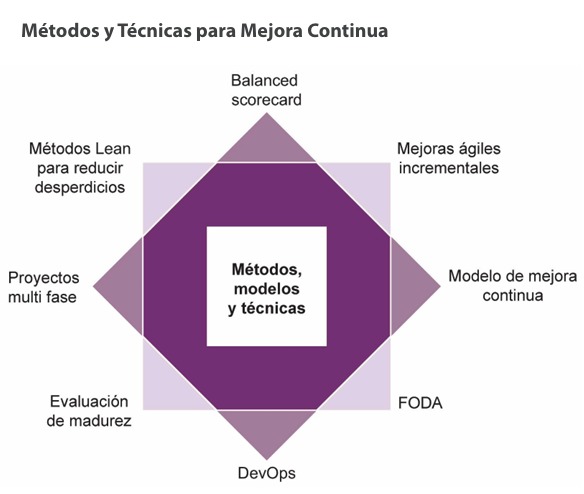 Métodos y Técnicas para Mejora Continua
Balanced
scorecard
Métodos Lean
para reducir
desperdicios
Mejoras ágiles
incrementales
Proyectos
multi fase
Métodos,
modelos
y técnicas
Modelo de mejora
continua
Evaluación
de madurez
FODA
DevOps